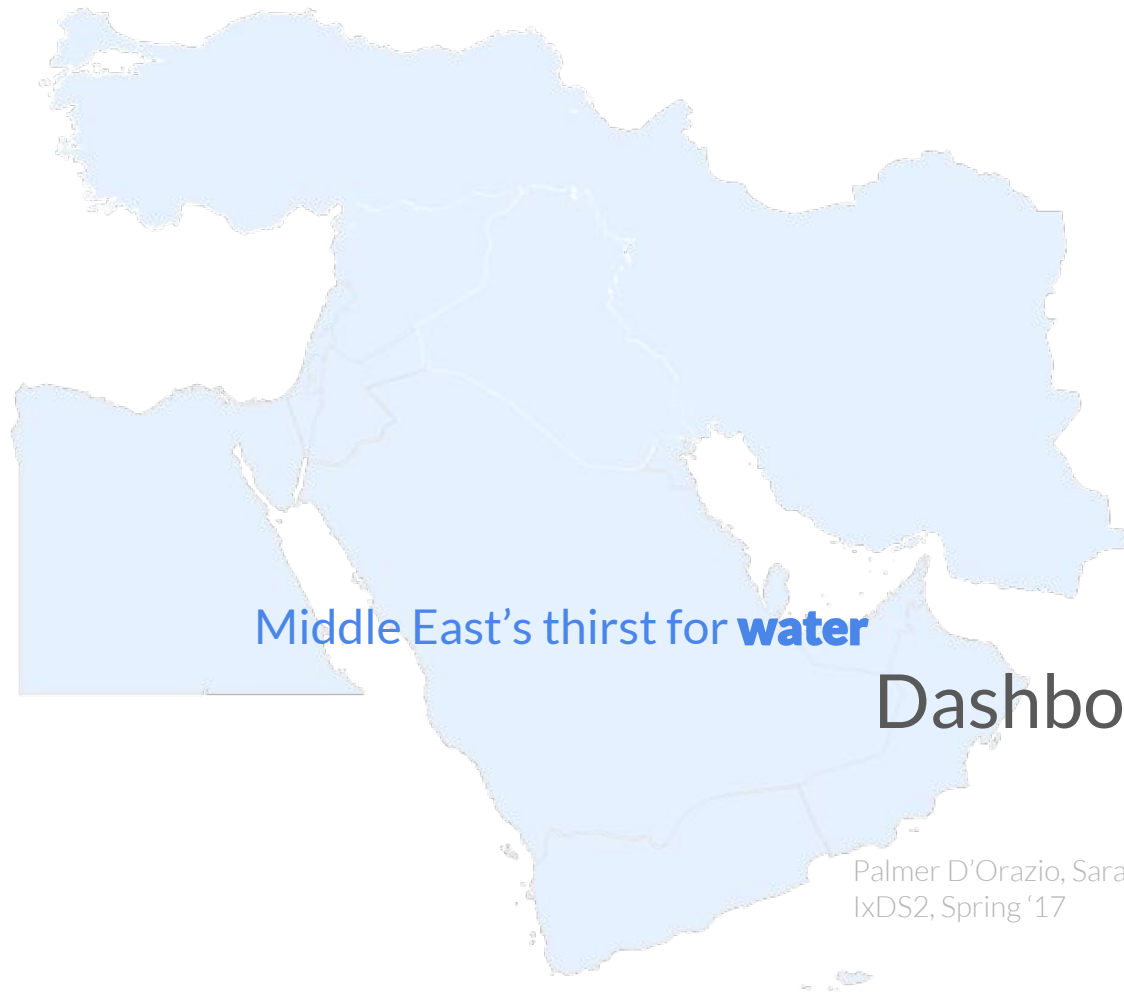 Middle East’s thirst for water
Dashbo
Palmer D’Orazio, Sara
IxDS2, Spring ‘17